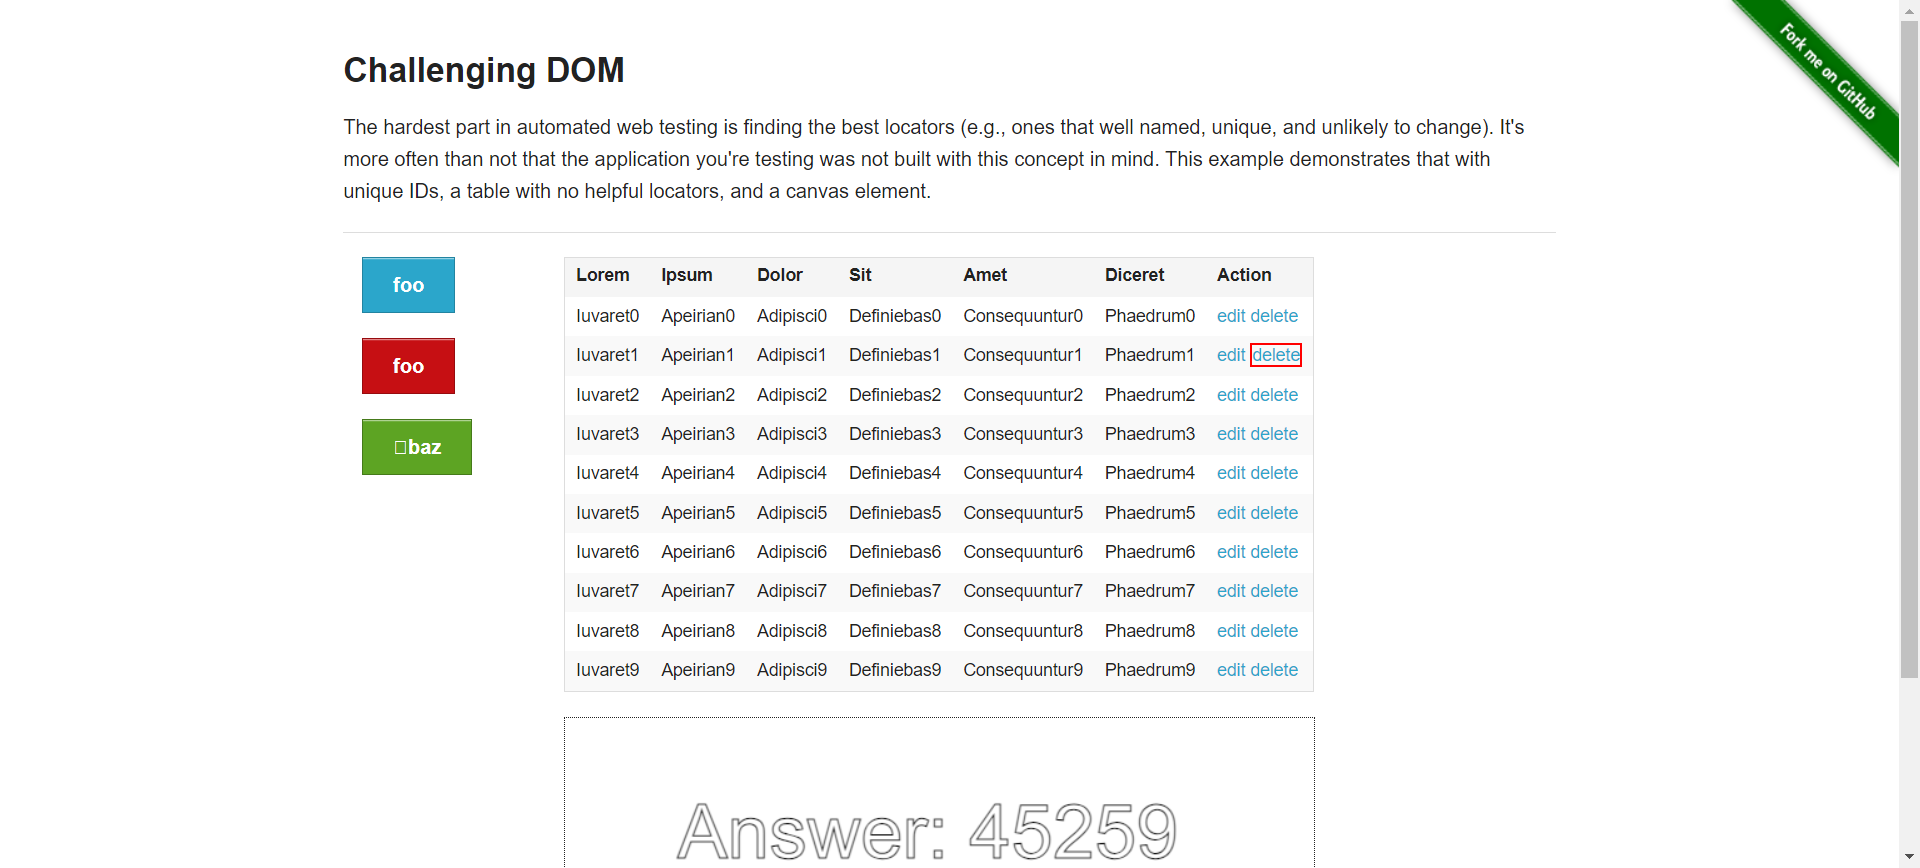 Fork me on GitHub
Challenging DOM
The hardest part in automated web testing is finding the best locators (e.g., ones that well named, unique, and unlikely to change). It's
more often than not that the application you're testing was not built with this concept in mind. This example demonstrates that with
unique IDs, a table with no helpful locators, and a canvas element.
foo
foo
baz
Lorem Ipsum Dolor Sit Amet Diceret Action
Iuvaret0 Apeirian0 Adipisci0 Definiebas0 Consequuntur0 Phaedrum0 edit delete
Iuvaret1 Apeirian1 Adipisci1 Definiebas1 Consequuntur1 Phaedrum1 edit delete
Iuvaret2 Apeirian2 Adipisci2 Definiebas2 Consequuntur2 Phaedrum2 edit delete
Iuvaret3 Apeirian3 Adipisci3 Definiebas3 Consequuntur3 Phaedrum3 edit delete
Iuvaret4 Apeirian4 Adipisci4 Definiebas4 Consequuntur4 Phaedrum4 edit delete
Iuvaret5 Apeirian5 Adipisci5 Definiebas5 Consequuntur5 Phaedrum5 edit delete
Iuvaret6 Apeirian6 Adipisci6 Definiebas6 Consequuntur6 Phaedrum6 edit delete
Iuvaret7 Apeirian7 Adipisci7 Definiebas7 Consequuntur7 Phaedrum7 edit delete
Iuvaret8 Apeirian8 Adipisci8 Definiebas8 Consequuntur8 Phaedrum8 edit delete
Iuvaret9 Apeirian9 Adipisci9 Definiebas9 Consequuntur9 Phaedrum9 edit delete
Answer: 45259